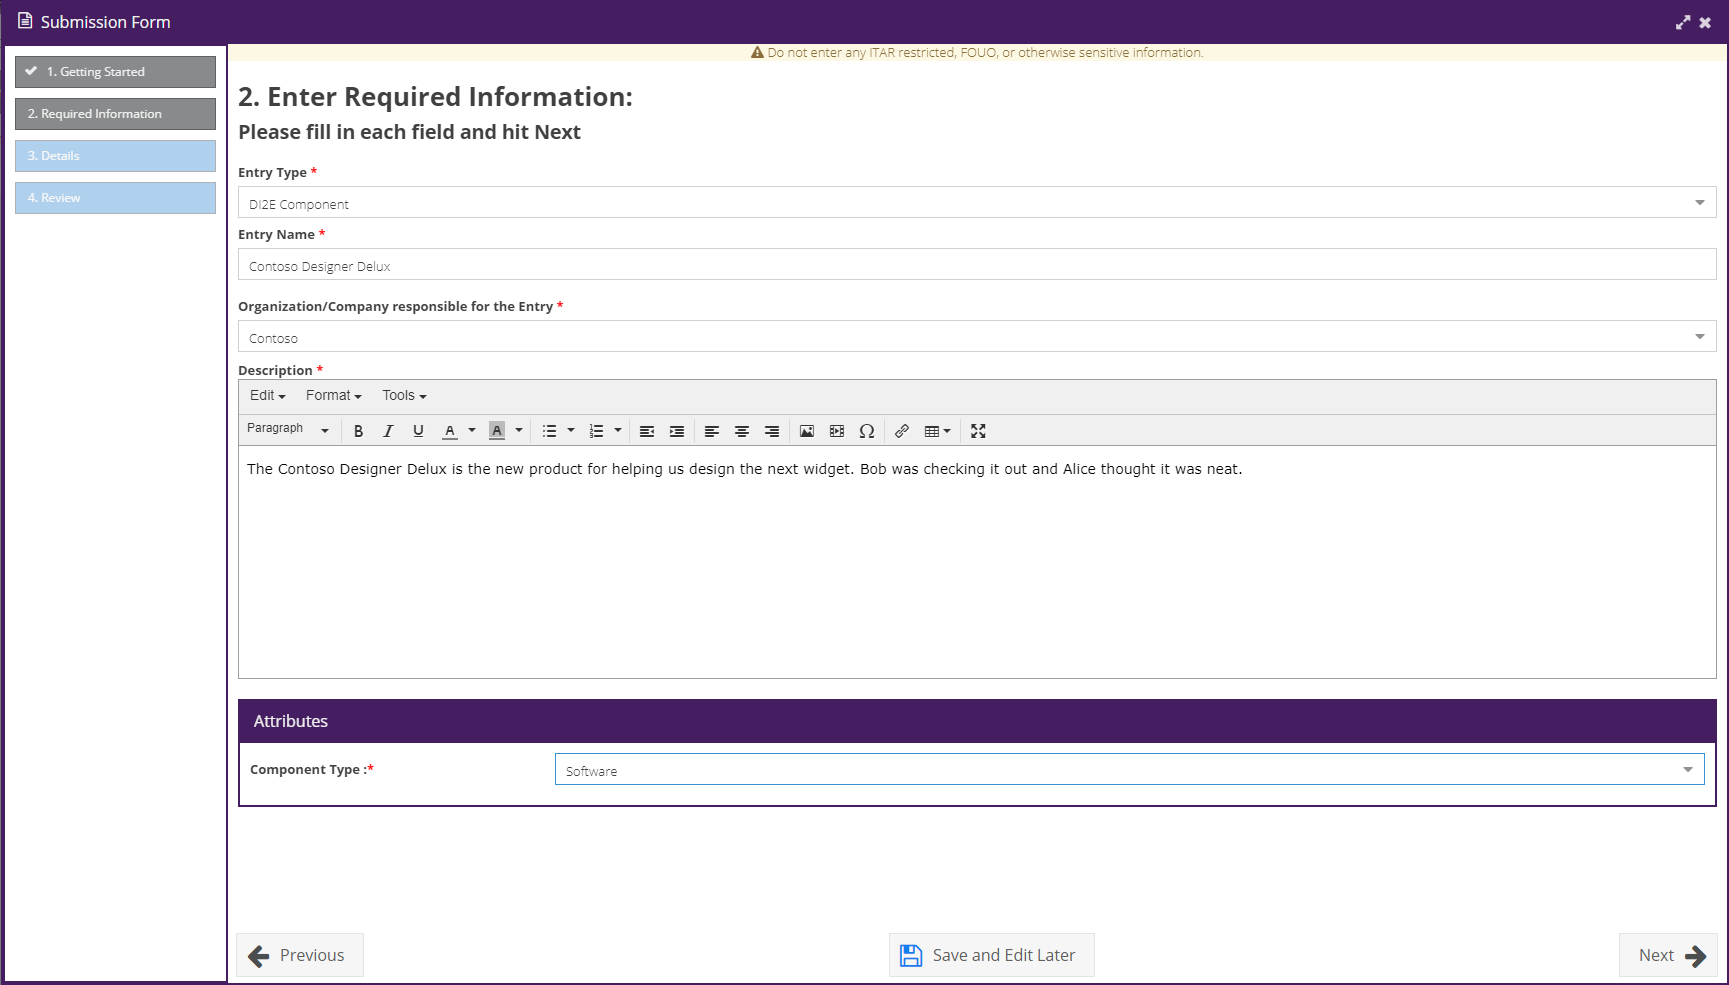 Submission Form
1. Getting Started
2. Required Information
3. Details
4. Review
Do not enter any ITAR restricted, FOUO, or otherwise sensitive information.
2. Enter Required Information:
Please fill in each field and hit Next
Entry Type *
DI2E Component
Entry Name *
Contoso Designer Delux
Organization/Company responsible for the Entry *
Contoso
Description *
Edit Format Tools
Paragraph B I U A A Ω
The Contoso Designer Delux is the new product for helping us design the next widget. Bob was checking it out and Alice thought it was neat.
Attributes
Component Type :* Software
Previous Save and Edit Later Next